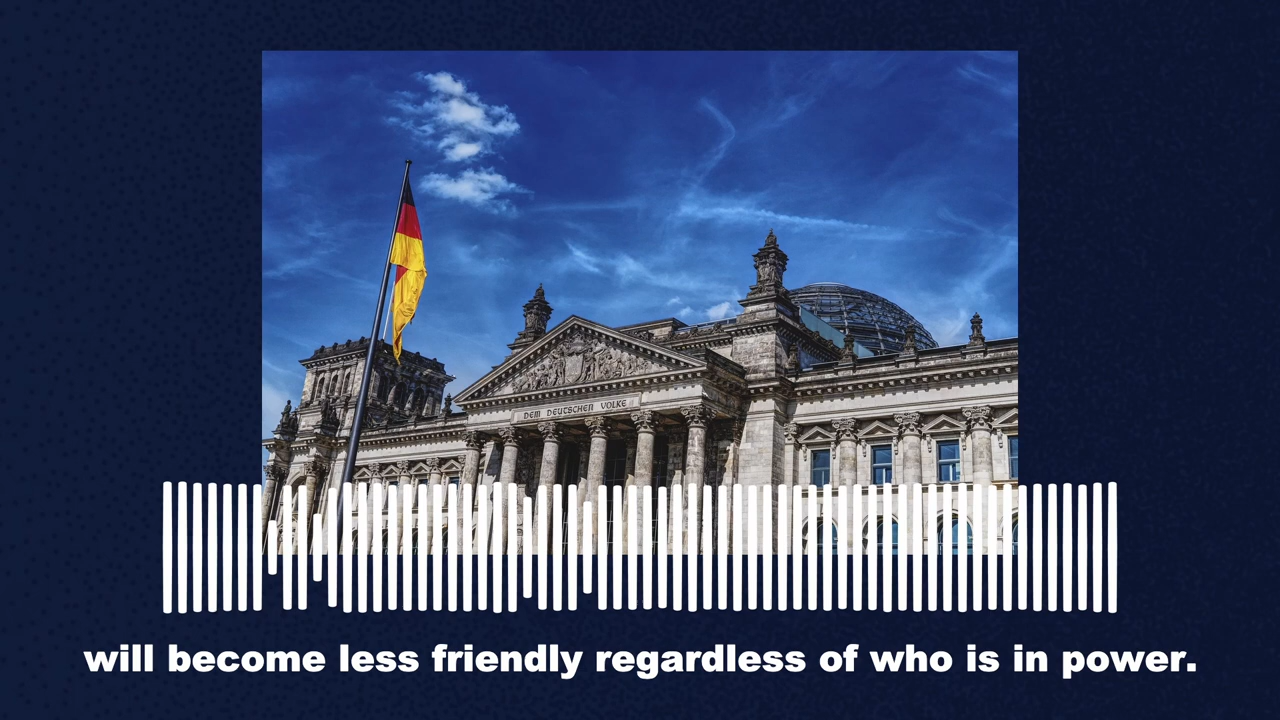 DEM DEUTSCHEN VOLKE
will become less friendly regardless of who is in power.